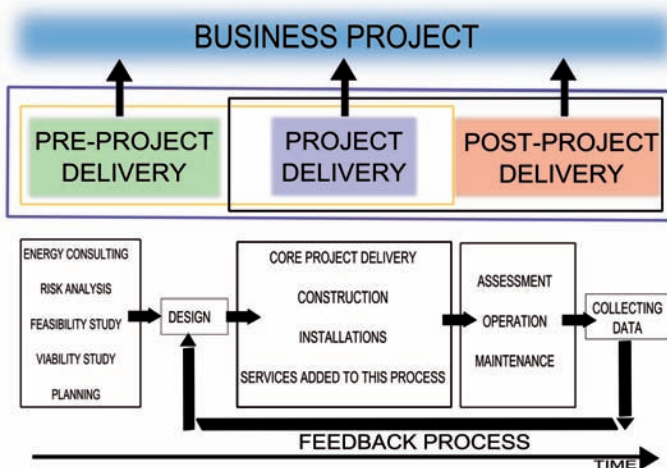 BUSINESS PROJECT
PRE-PROJECT
DELIVERY
PROJECT
DELIVERY
POST-PROJECT
DELIVERY
ENERGY CONSULTING
RISK ANALYSIS
FEASIBILITY STUDY
VIABILITY STUDY
PLANNING
DESIGN
CORE PROJECT DELIVERY
CONSTRUCTION
INSTALLATIONS
SERVICES ADDED TO THIS PROCESS
ASSESSMENT
OPERATION
MAINTENANCE
COLLECTING
DATA
FEEDBACK PROCESS
TIME